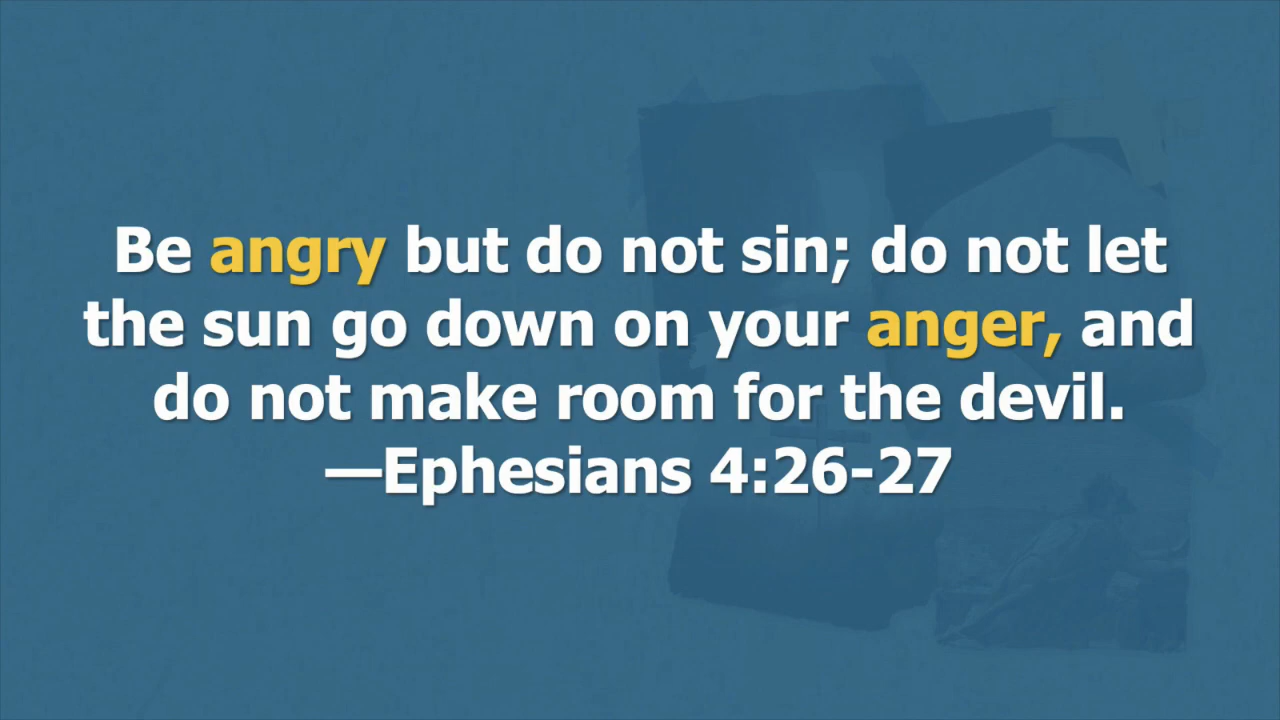 Be angry but do not sin; do not let
the sun go down on your anger, and
do not make room for the devil.
—Ephesians 4:26-27